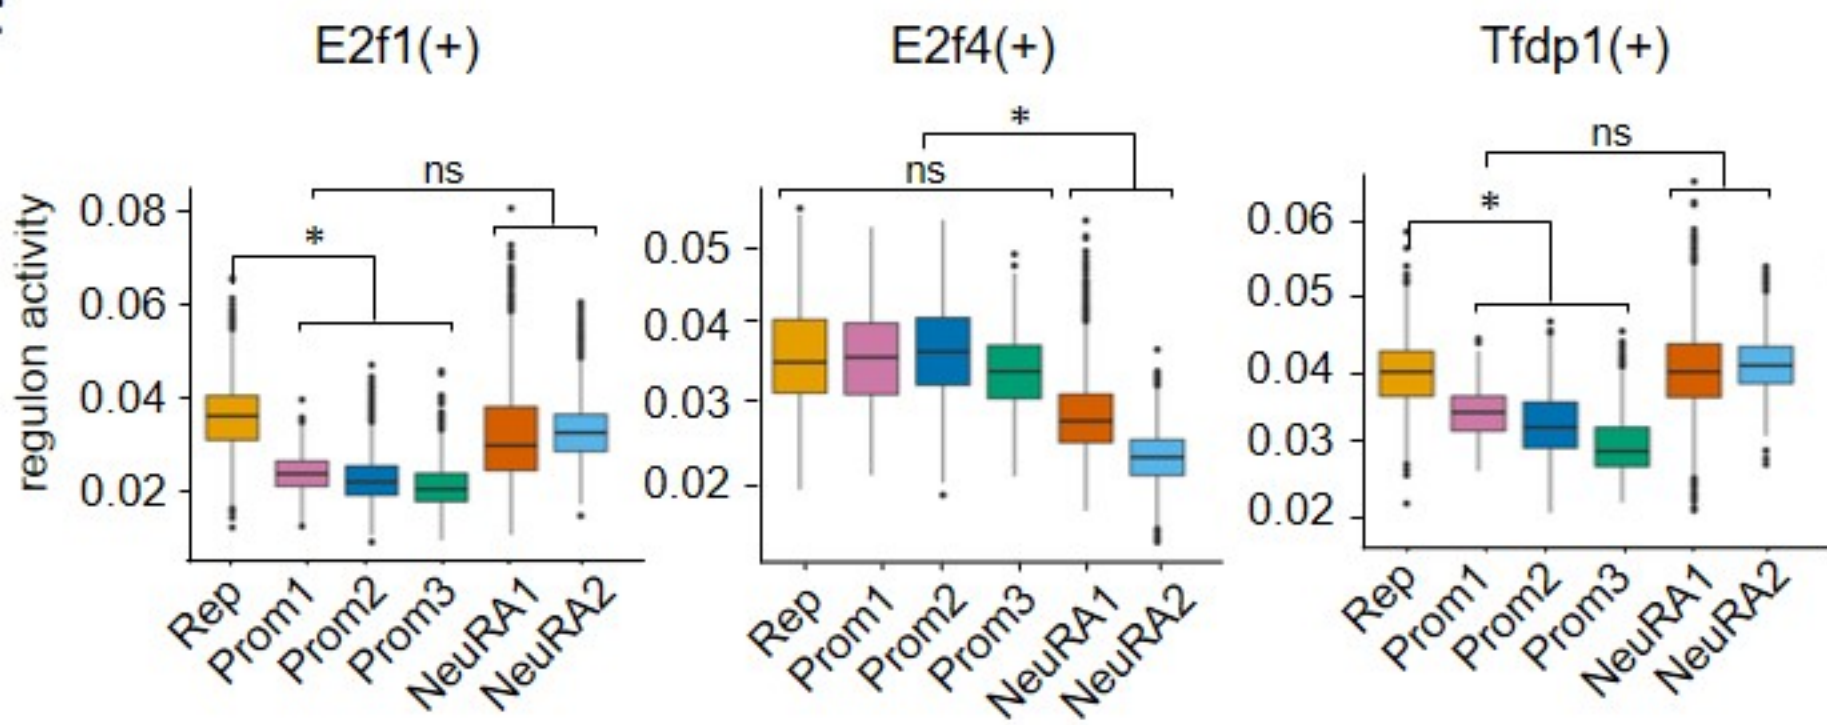 E2f1(+)
E2f4(+)
Tfdp1(+)
regulon activity
ns
*
0.08
0.06
0.04
0.02
Rep
Prom1
Prom2
Prom3
NeuRA1
NeuRA2
*
ns
0.05
0.04
0.03
0.02
Rep
Prom1
Prom2
Prom3
NeuRA1
NeuRA2
ns
*
0.06
0.05
0.04
0.03
0.02
Rep
Prom1
Prom2
Prom3
NeuRA1
NeuRA2